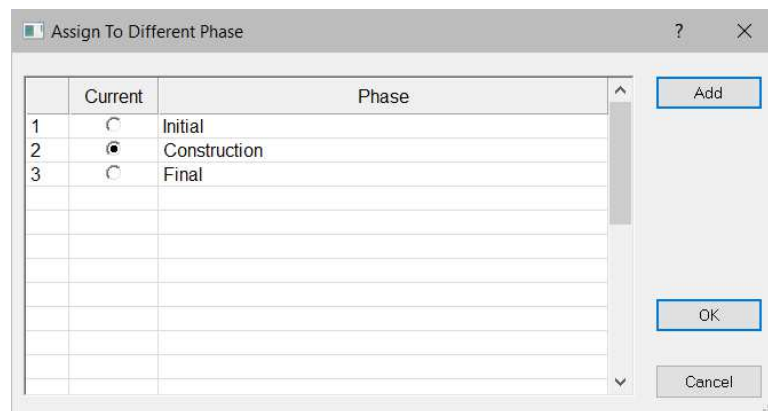 Assign To Different Phase ?
Current Phase Add
1 Initial
2 Construction
3 Final
OK
Cancel